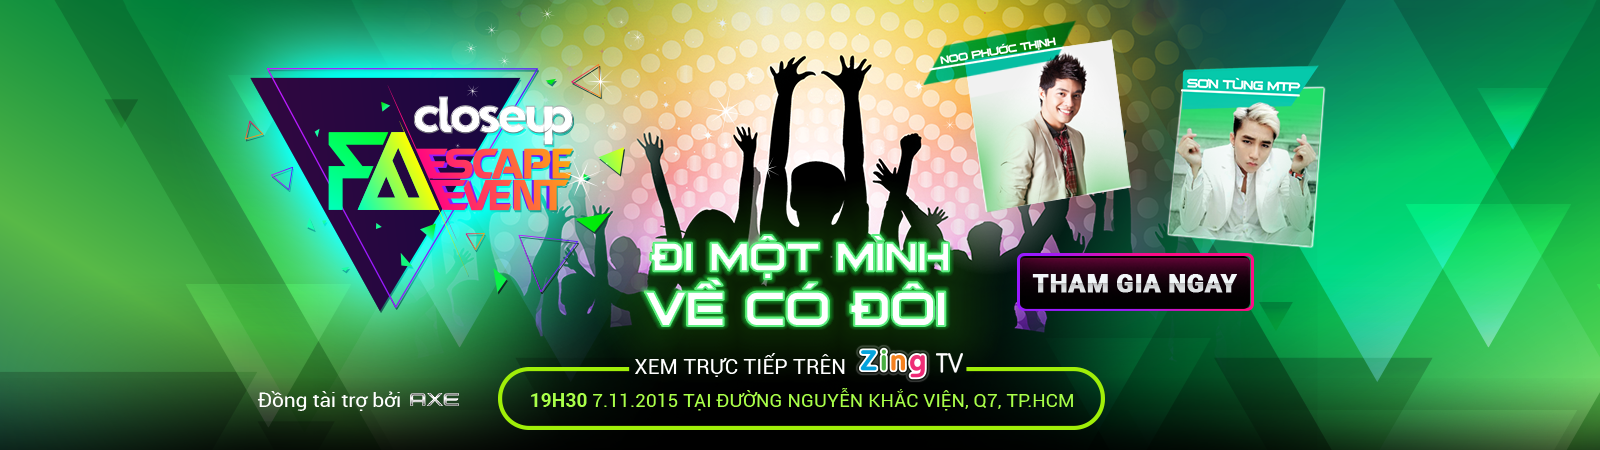 closeup
FA ESCAPE
EVENT
NOO PHƯỚC THỊNH
SƠN TÙNG MTP
ĐI MỘT MÌNH
VỀ CÓ ĐÔI
THAM GIA NGAY
XEM TRỰC TIẾP TRÊN Zing TV
Đồng tài trợ bởi AXE
19H30 7.11.2015 TẠI ĐƯỜNG NGUYỄN KHẮC VIỆN, Q7, TP.HCM